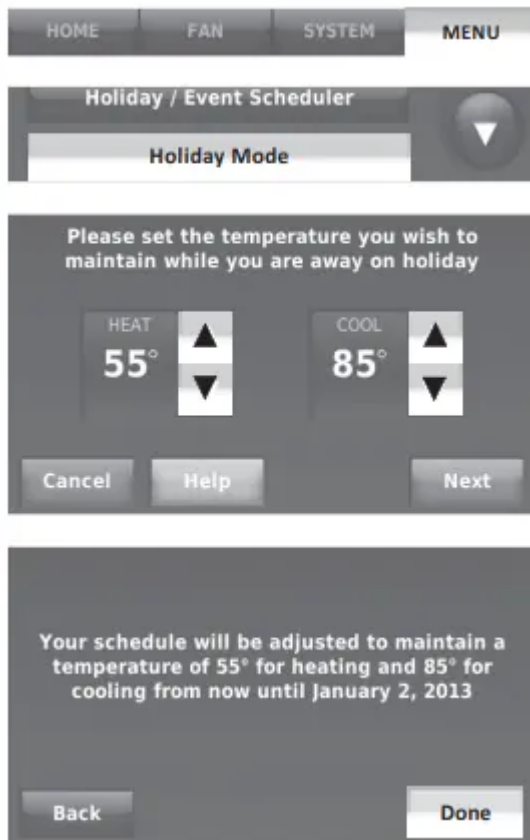 HOME FAN SYSTEM MENU
Holiday / Event Scheduler
Holiday Mode
Please set the temperature you wish to
maintain while you are away on holiday
HEAT COOL
55° 85°
Cancel Help Next
Your schedule will be adjusted to maintain a
temperature of 55° for heating and 85° for
cooling from now until January 2, 2013
Back Done